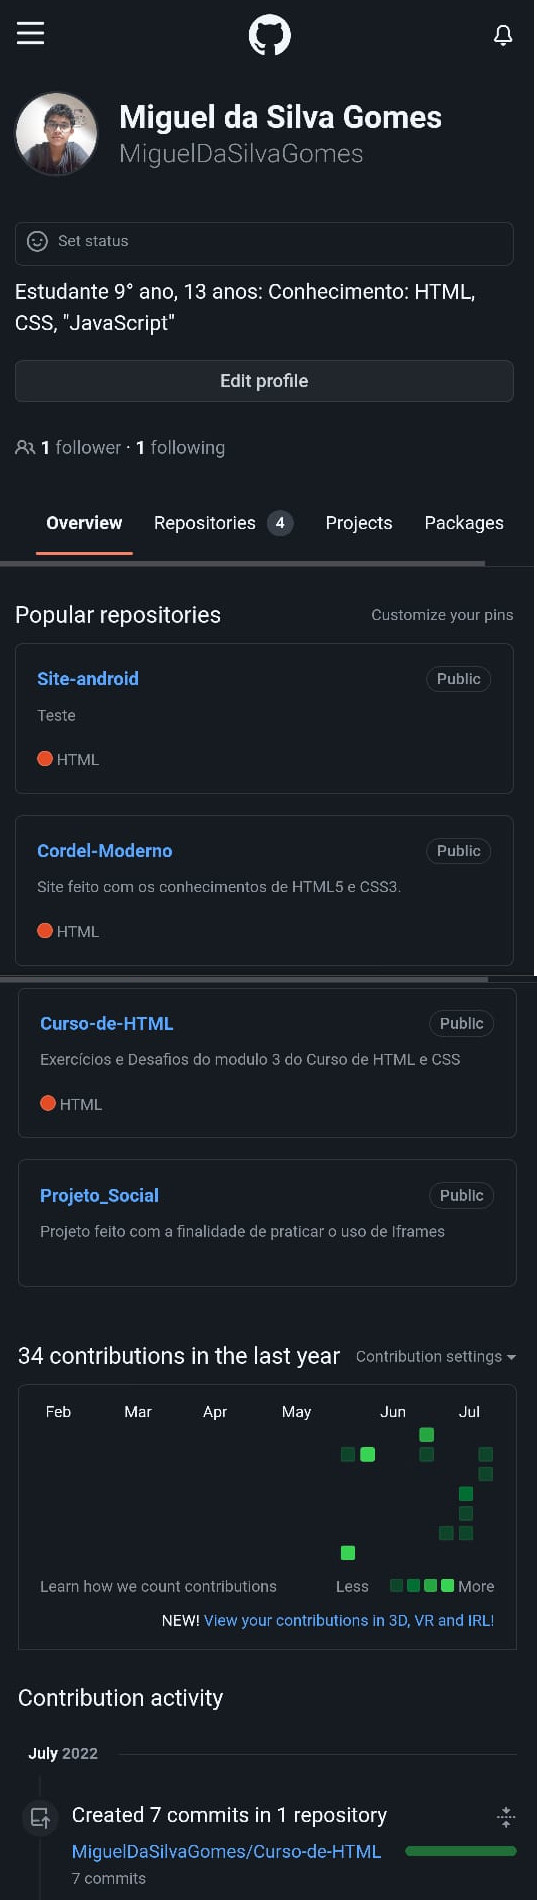 Miguel da Silva Gomes
MiguelDaSilvaGomes
Set status
Estudante 9° ano, 13 anos: Conhecimento: HTML,
CSS, "JavaScript"
Edit profile
1 follower · 1 following
Overview Repositories 4 Projects Packages
Popular repositories Customize your pins
Site-android Public
Teste
HTML
Cordel-Moderno Public
Site feito com os conhecimentos de HTML5 e CSS3.
HTML
Curso-de-HTML Public
Exercícios e Desafios do modulo 3 do Curso de HTML e CSS
HTML
Projeto_Social Public
Projeto feito com a finalidade de praticar o uso de Iframes
34 contributions in the last year Contribution settings
Feb Mar Apr May Jun Jul
Learn how we count contributions Less More
NEW! View your contributions in 3D, VR and IRL!
Contribution activity
July 2022
Created 7 commits in 1 repository
MiguelDaSilvaGomes/Curso-de-HTML
7 commits